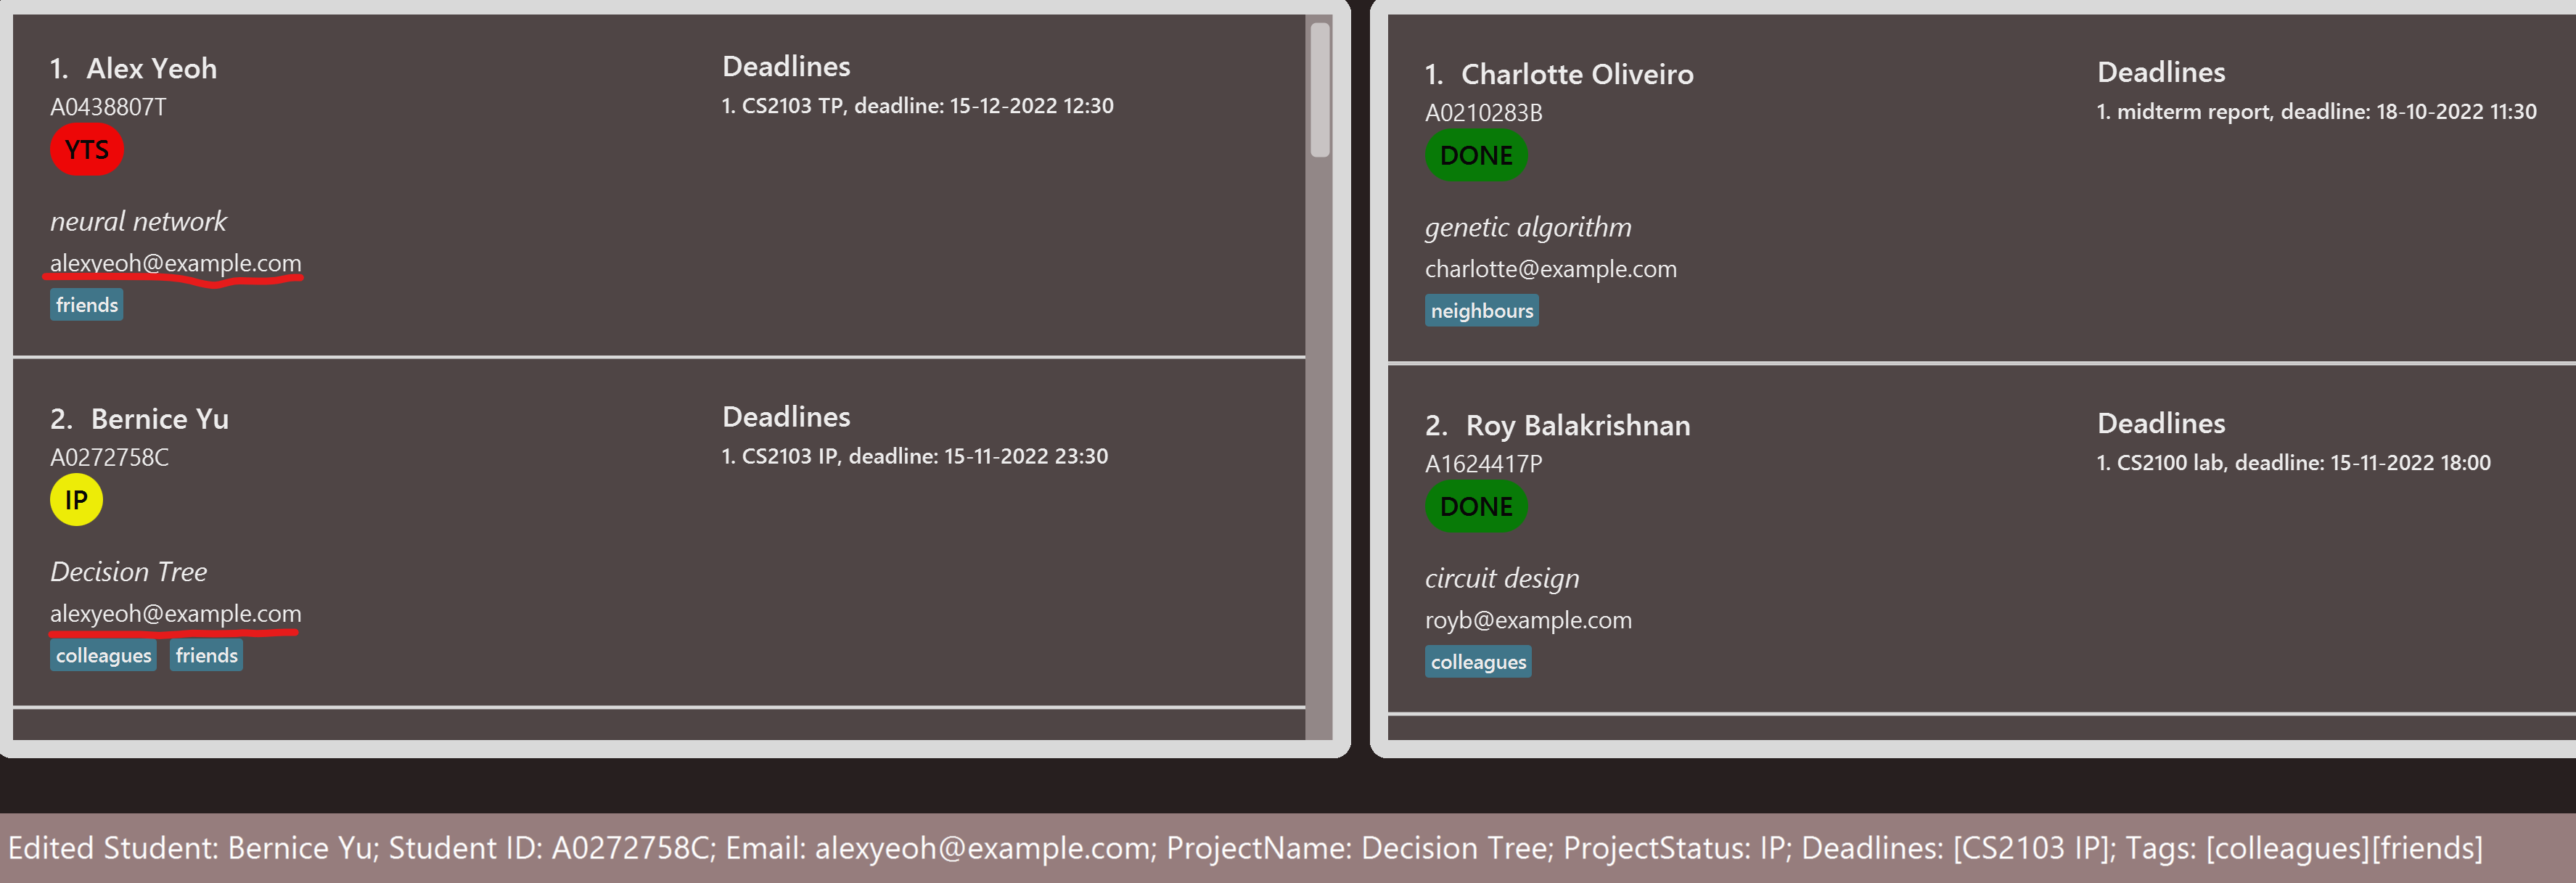 1. Alex Yeoh
A0438807T
YTS
neural network
alexyeoh@example.com
friends
Deadlines
1. CS2103 TP, deadline: 15-12-2022 12:30
2. Bernice Yu
A0272758C
IP
Decision Tree
alexyeoh@example.com
colleagues friends
Deadlines
1. CS2103 IP, deadline: 15-11-2022 23:30
1. Charlotte Oliveiro
A0210283B
DONE
genetic algorithm
charlotte@example.com
neighbours
Deadlines
1. midterm report, deadline: 18-10-2022 11:30
2. Roy Balakrishnan
A1624417P
DONE
circuit design
royb@example.com
colleagues
Deadlines
1. CS2100 lab, deadline: 15-11-2022 18:00
Edited Student: Bernice Yu; Student ID: A0272758C; Email: alexyeoh@example.com; ProjectName: Decision Tree; ProjectStatus: IP; Deadlines: [CS2103 IP]; Tags: [colleagues][friends]